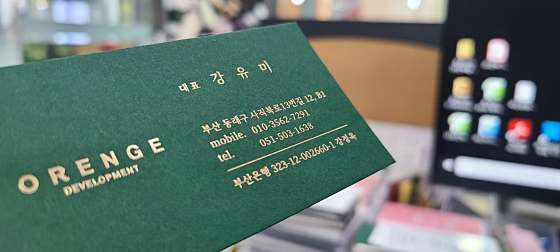 ORENGE
DEVELOPMENT
대표 강유미
부산 동래구 사직북로13번길 12, B1
mobile. 010-3562-7291
tel. 051-503-1638
부산은행 323-12-002660-1 강정욱